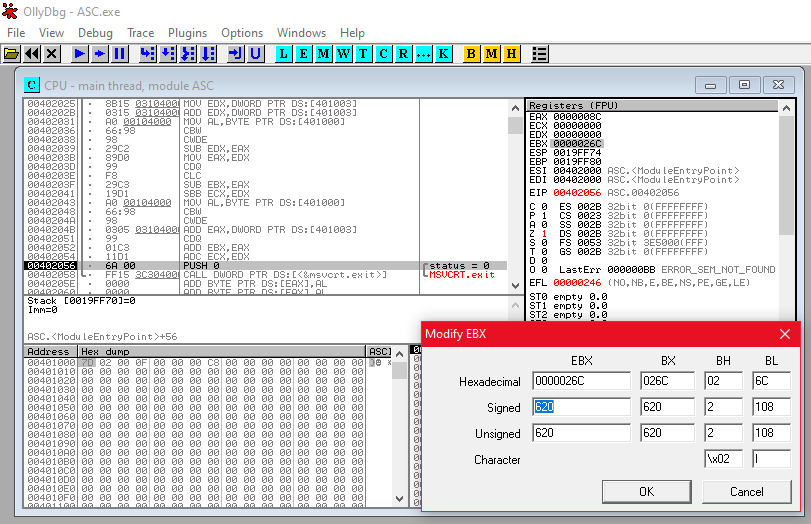 OllyDbg - ASC.exe
File View Debug Trace Plugins Options Windows Help
L E M W T C R ... K B M H
C CPU - main thread, module ASC
00402025 8B15 03104000 MOV EDX,DWORD PTR DS:[401003]
0040202B 0315 03104000 ADD EDX,DWORD PTR DS:[401003]
00402031 A0 00104000 MOV AL,BYTE PTR DS:[401000]
00402036 66:98 CBW
00402038 98 CWDE
00402039 29C2 SUB EDX,EAX
0040203B 89D0 MOV EAX,EDX
0040203D 99 CDQ
0040203E F8 CLC
0040203F 29C3 SUB EBX,EAX
00402041 19D1 SBB ECX,EDX
00402043 A0 00104000 MOV AL,BYTE PTR DS:[401000]
00402048 66:98 CBW
0040204A 98 CWDE
0040204B 0305 03104000 ADD EAX,DWORD PTR DS:[401003]
00402051 99 CDQ
00402052 01C3 ADD EBX,EAX
00402054 11D1 ADC ECX,EDX
00402056 6A 00 PUSH 0 status = 0
00402058 FF15 3C304000 CALL DWORD PTR DS:[<&msvcrt.exit>] MSVCRT.exit
0040205E 0000 ADD BYTE PTR DS:[EAX],AL
Stack [0019FF70]=0
Imm=0
ASC.<ModuleEntryPoint>+56
Registers (FPU)
EAX 0000008C
ECX 00000000
EDX 00000000
EBX 0000026C
ESP 0019FF74
EBP 0019FF80
ESI 00402000 ASC.<ModuleEntryPoint>
EDI 00402000 ASC.<ModuleEntryPoint>
EIP 00402056 ASC.00402056
C 0 ES 002B 32bit 0(FFFFFFFF)
P 1 CS 0023 32bit 0(FFFFFFFF)
A 0 SS 002B 32bit 0(FFFFFFFF)
Z 1 DS 002B 32bit 0(FFFFFFFF)
S 0 FS 0053 32bit 3E5000(FFF)
T 0 GS 002B 32bit 0(FFFFFFFF)
D 0
O 0 LastErr 000000BB ERROR_SEM_NOT_FOUND
EFL 00000246 (NO,NB,E,BE,NS,PE,GE,LE)
ST0 empty 0.0
ST1 empty 0.0
ST2 empty 0.0
Address Hex dump ASCI
00401000 7D 02 00 0F 00 00 00 C8 00 00 00 00 00 00 00 00
00401010 00 00 00 00 00 00 00 00 00 00 00 00 00 00 00 00
00401020 00 00 00 00 00 00 00 00 00 00 00 00 00 00 00 00
00401030 00 00 00 00 00 00 00 00 00 00 00 00 00 00 00 00
00401040 00 00 00 00 00 00 00 00 00 00 00 00 00 00 00 00
00401050 00 00 00 00 00 00 00 00 00 00 00 00 00 00 00 00
00401060 00 00 00 00 00 00 00 00 00 00 00 00 00 00 00 00
00401070 00 00 00 00 00 00 00 00 00 00 00 00 00 00 00 00
00401080 00 00 00 00 00 00 00 00 00 00 00 00 00 00 00 00
00401090 00 00 00 00 00 00 00 00 00 00 00 00 00 00 00 00
004010A0 00 00 00 00 00 00 00 00 00 00 00 00 00 00 00 00
004010B0 00 00 00 00 00 00 00 00 00 00 00 00 00 00 00 00
004010C0 00 00 00 00 00 00 00 00 00 00 00 00 00 00 00 00
004010D0 00 00 00 00 00 00 00 00 00 00 00 00 00 00 00 00
004010E0 00 00 00 00 00 00 00 00 00 00 00 00 00 00 00 00
004010F0 00 00 00 00 00 00 00 00 00 00 00 00 00 00 00 00
Modify EBX
EBX BX BH BL
Hexadecimal 0000026C 026C 02 6C
Signed 620 620 2 108
Unsigned 620 620 2 108
Character \x02 l
OK Cancel